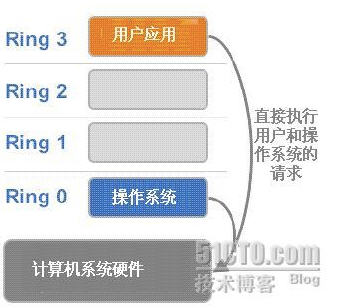 Ring 3
用户应用
Ring 2
Ring 1
直接执行
用户和操
作系统的
请求
Ring 0
操作系统
计算机系统硬件
51CTO.com
技术博客 Blog